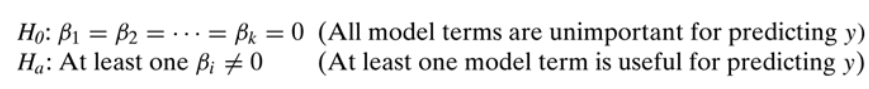 H₀: β₁ = β₂ = ⋯ = βₖ = 0 (All model terms are unimportant for predicting y)
Hₐ: At least one βᵢ ≠ 0 (At least one model term is useful for predicting y)